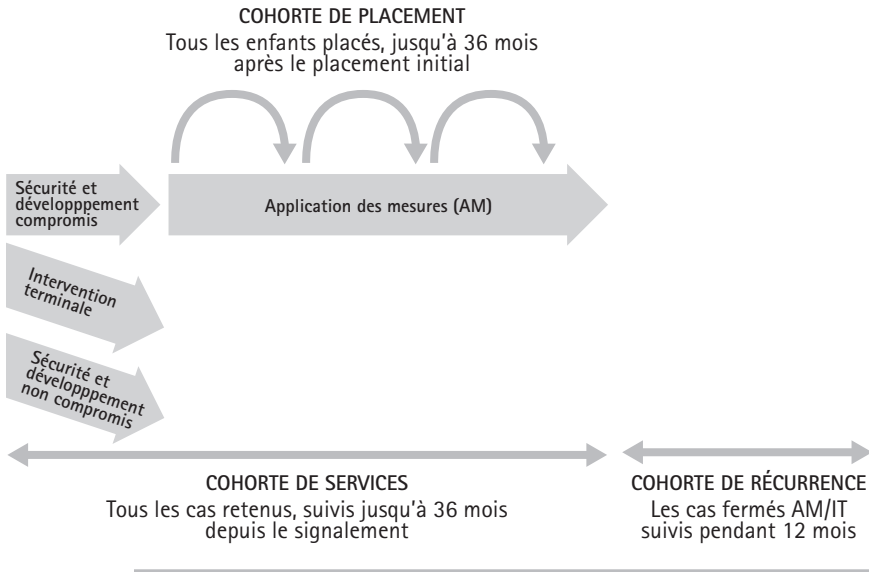 COHORTE DE PLACEMENT
Tous les enfants placés, jusqu'à 36 mois
après le placement initial
Sécurité et
développpement
compromis
Application des mesures (AM)
Intervention
terminale
Sécurité et
développpement
non compromis
COHORTE DE SERVICES
Tous les cas retenus, suivis jusqu'à 36 mois
depuis le signalement
COHORTE DE RÉCURRENCE
Les cas fermés AM/IT
suivis pendant 12 mois